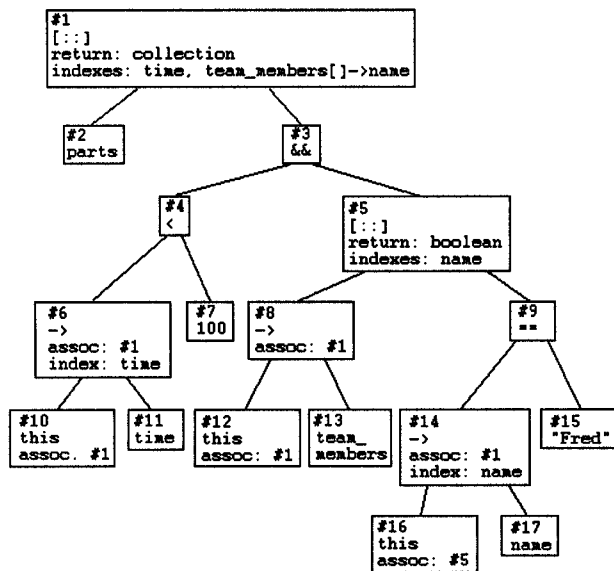 #1
[::]
return: collection
indexes: time, team_members[]->name
#2
parts
#3
&&
#4
<
#5
[::]
return: boolean
indexes: name
#6
->
assoc: #1
index: time
#7
100
#8
->
assoc: #1
#9
==
#10
this
assoc. #1
#11
time
#12
this
assoc: #1
#13
team_
members
#14
->
assoc: #1
index: name
#15
"Fred"
#16
this
assoc: #5
#17
name